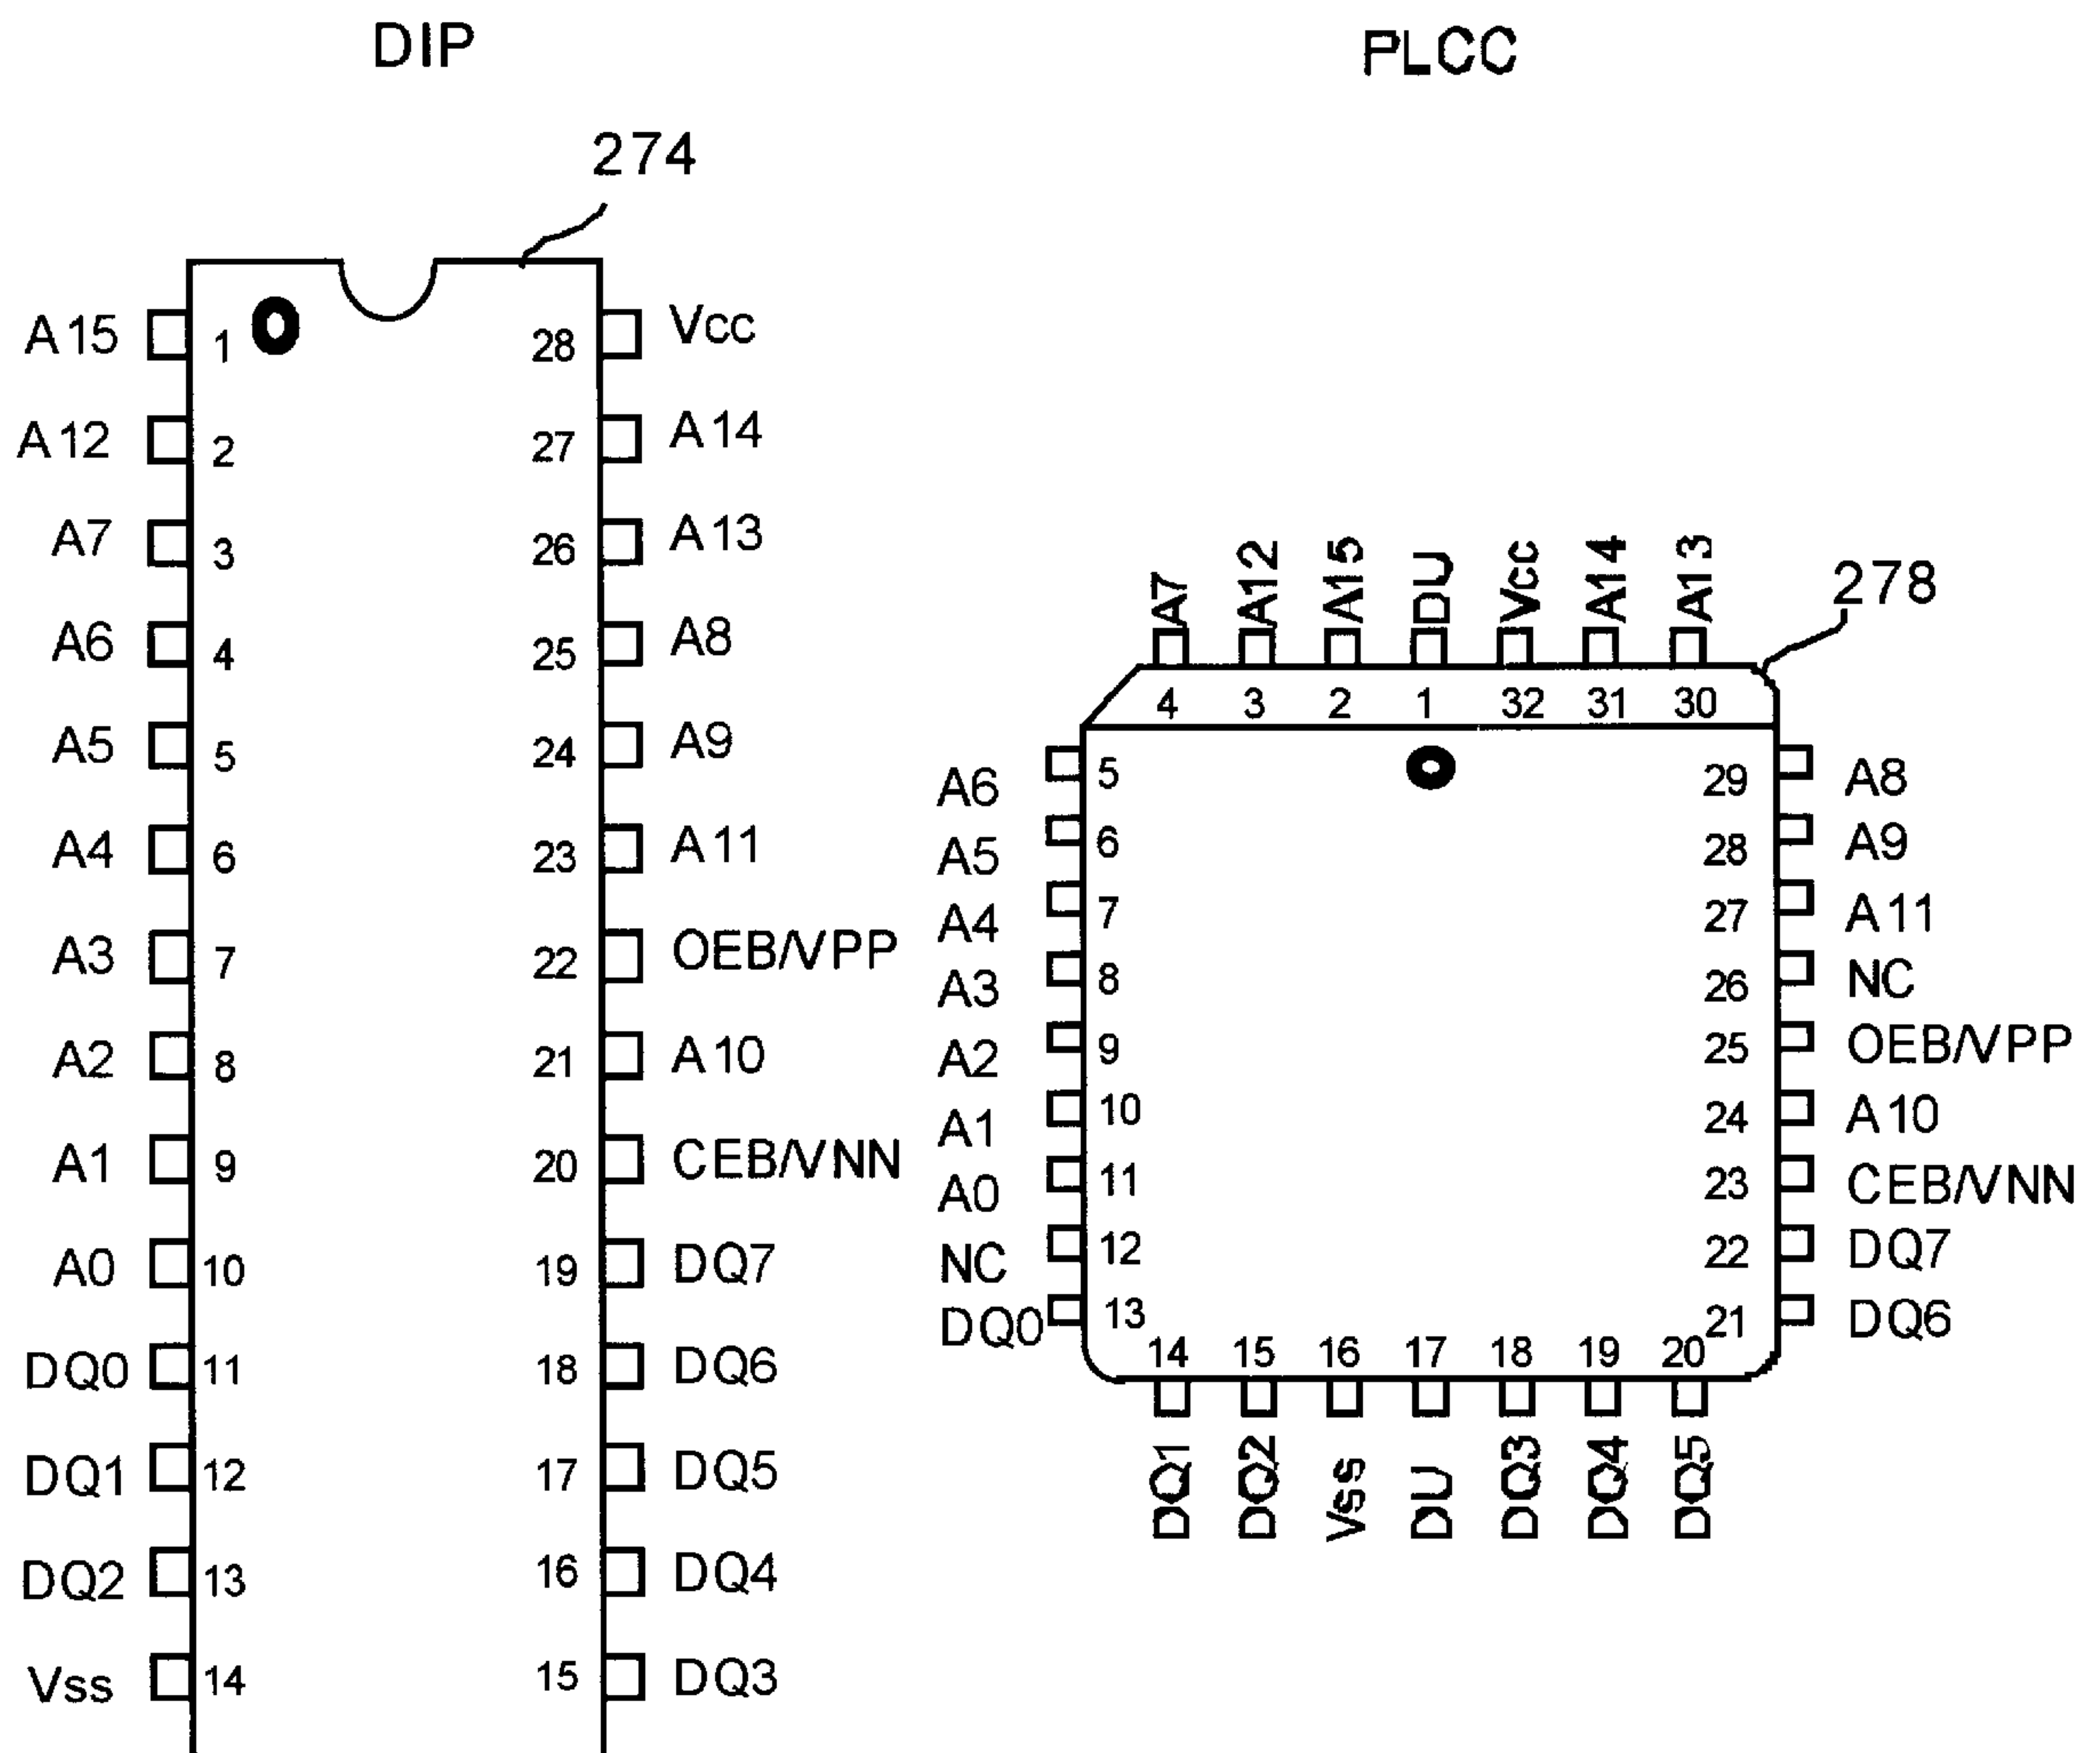 DIP
274
A15 1 28 Vcc
A12 2 27 A14
A7 3 26 A13
A6 4 25 A8
A5 5 24 A9
A4 6 23 A11
A3 7 22 OEB/VPP
A2 8 21 A10
A1 9 20 CEB/VNN
A0 10 19 DQ7
DQ0 11 18 DQ6
DQ1 12 17 DQ5
DQ2 13 16 DQ4
Vss 14 15 DQ3
PLCC
278
A7 A12 A15 DU Vcc A14 A13
4 3 2 1 32 31 30
A6 5 29 A8
A5 6 28 A9
A4 7 27 A11
A3 8 26 NC
A2 9 25 OEB/VPP
A1 10 24 A10
A0 11 23 CEB/VNN
NC 12 22 DQ7
DQ0 13 21 DQ6
14 15 16 17 18 19 20
DQ1 DQ2 Vss DU DQ3 DQ4 DQ5